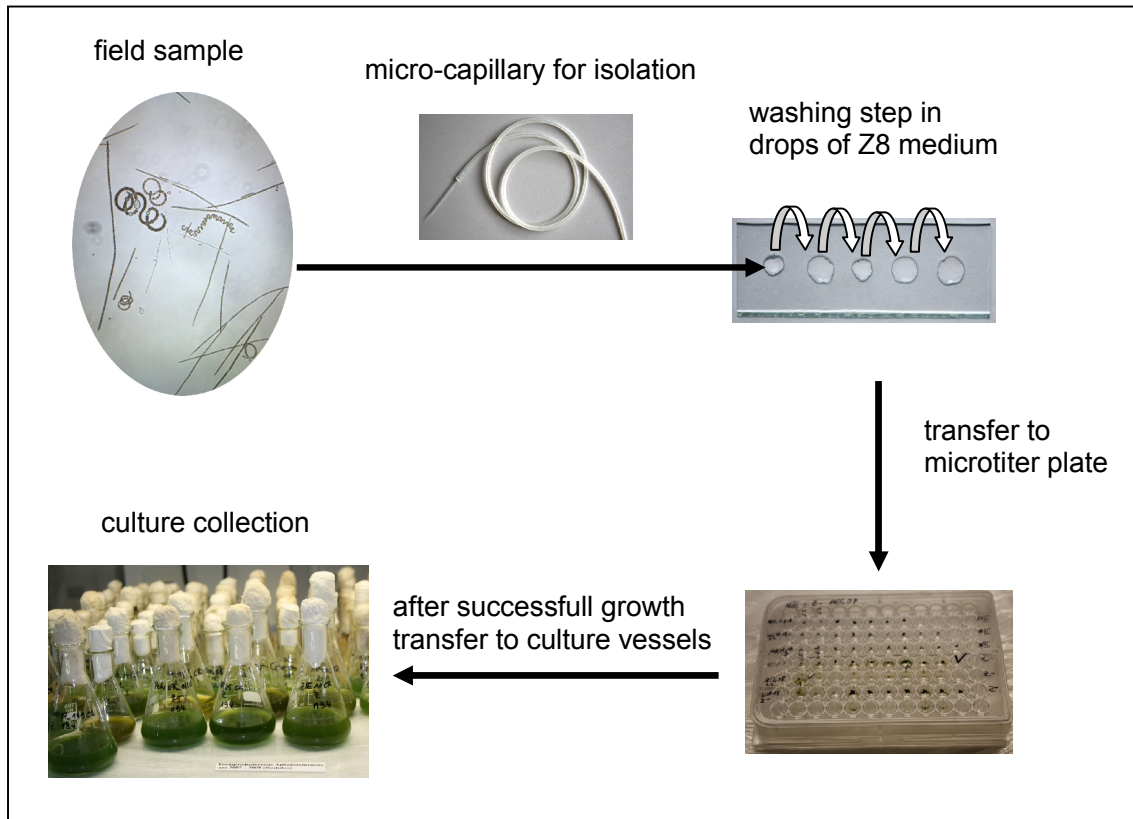 field sample
micro-capillary for isolation
washing step in
drops of Z8 medium
transfer to
microtiter plate
culture collection
after successfull growth
transfer to culture vessels